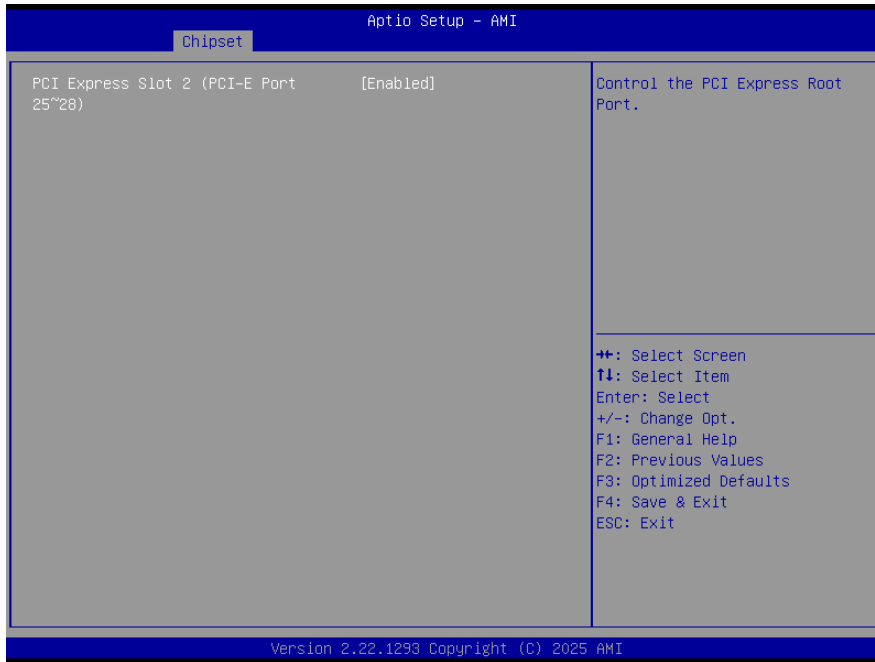 Aptio Setup - AMI
Chipset
PCI Express Slot 2 (PCI-E Port [Enabled]
25~28)
Control the PCI Express Root
Port.
→←: Select Screen
↑↓: Select Item
Enter: Select
+/-: Change Opt.
F1: General Help
F2: Previous Values
F3: Optimized Defaults
F4: Save & Exit
ESC: Exit
Version 2.22.1293 Copyright (C) 2025 AMI